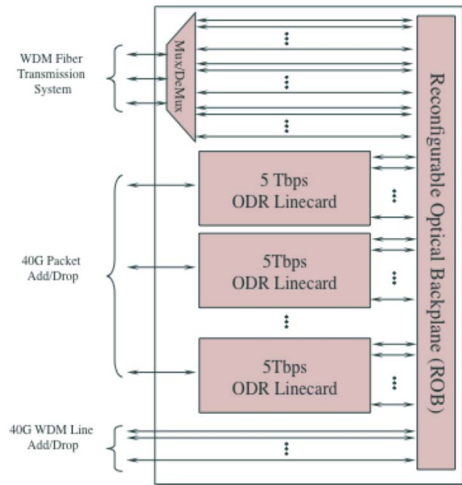 WDM Fiber
Transmission
System
Mux/DeMux
Reconfigurable Optical Backplane (ROB)
5 Tbps
ODR Linecard
40G Packet
Add/Drop
5Tbps
ODR Linecard
5Tbps
ODR Linecard
40G WDM Line
Add/Drop